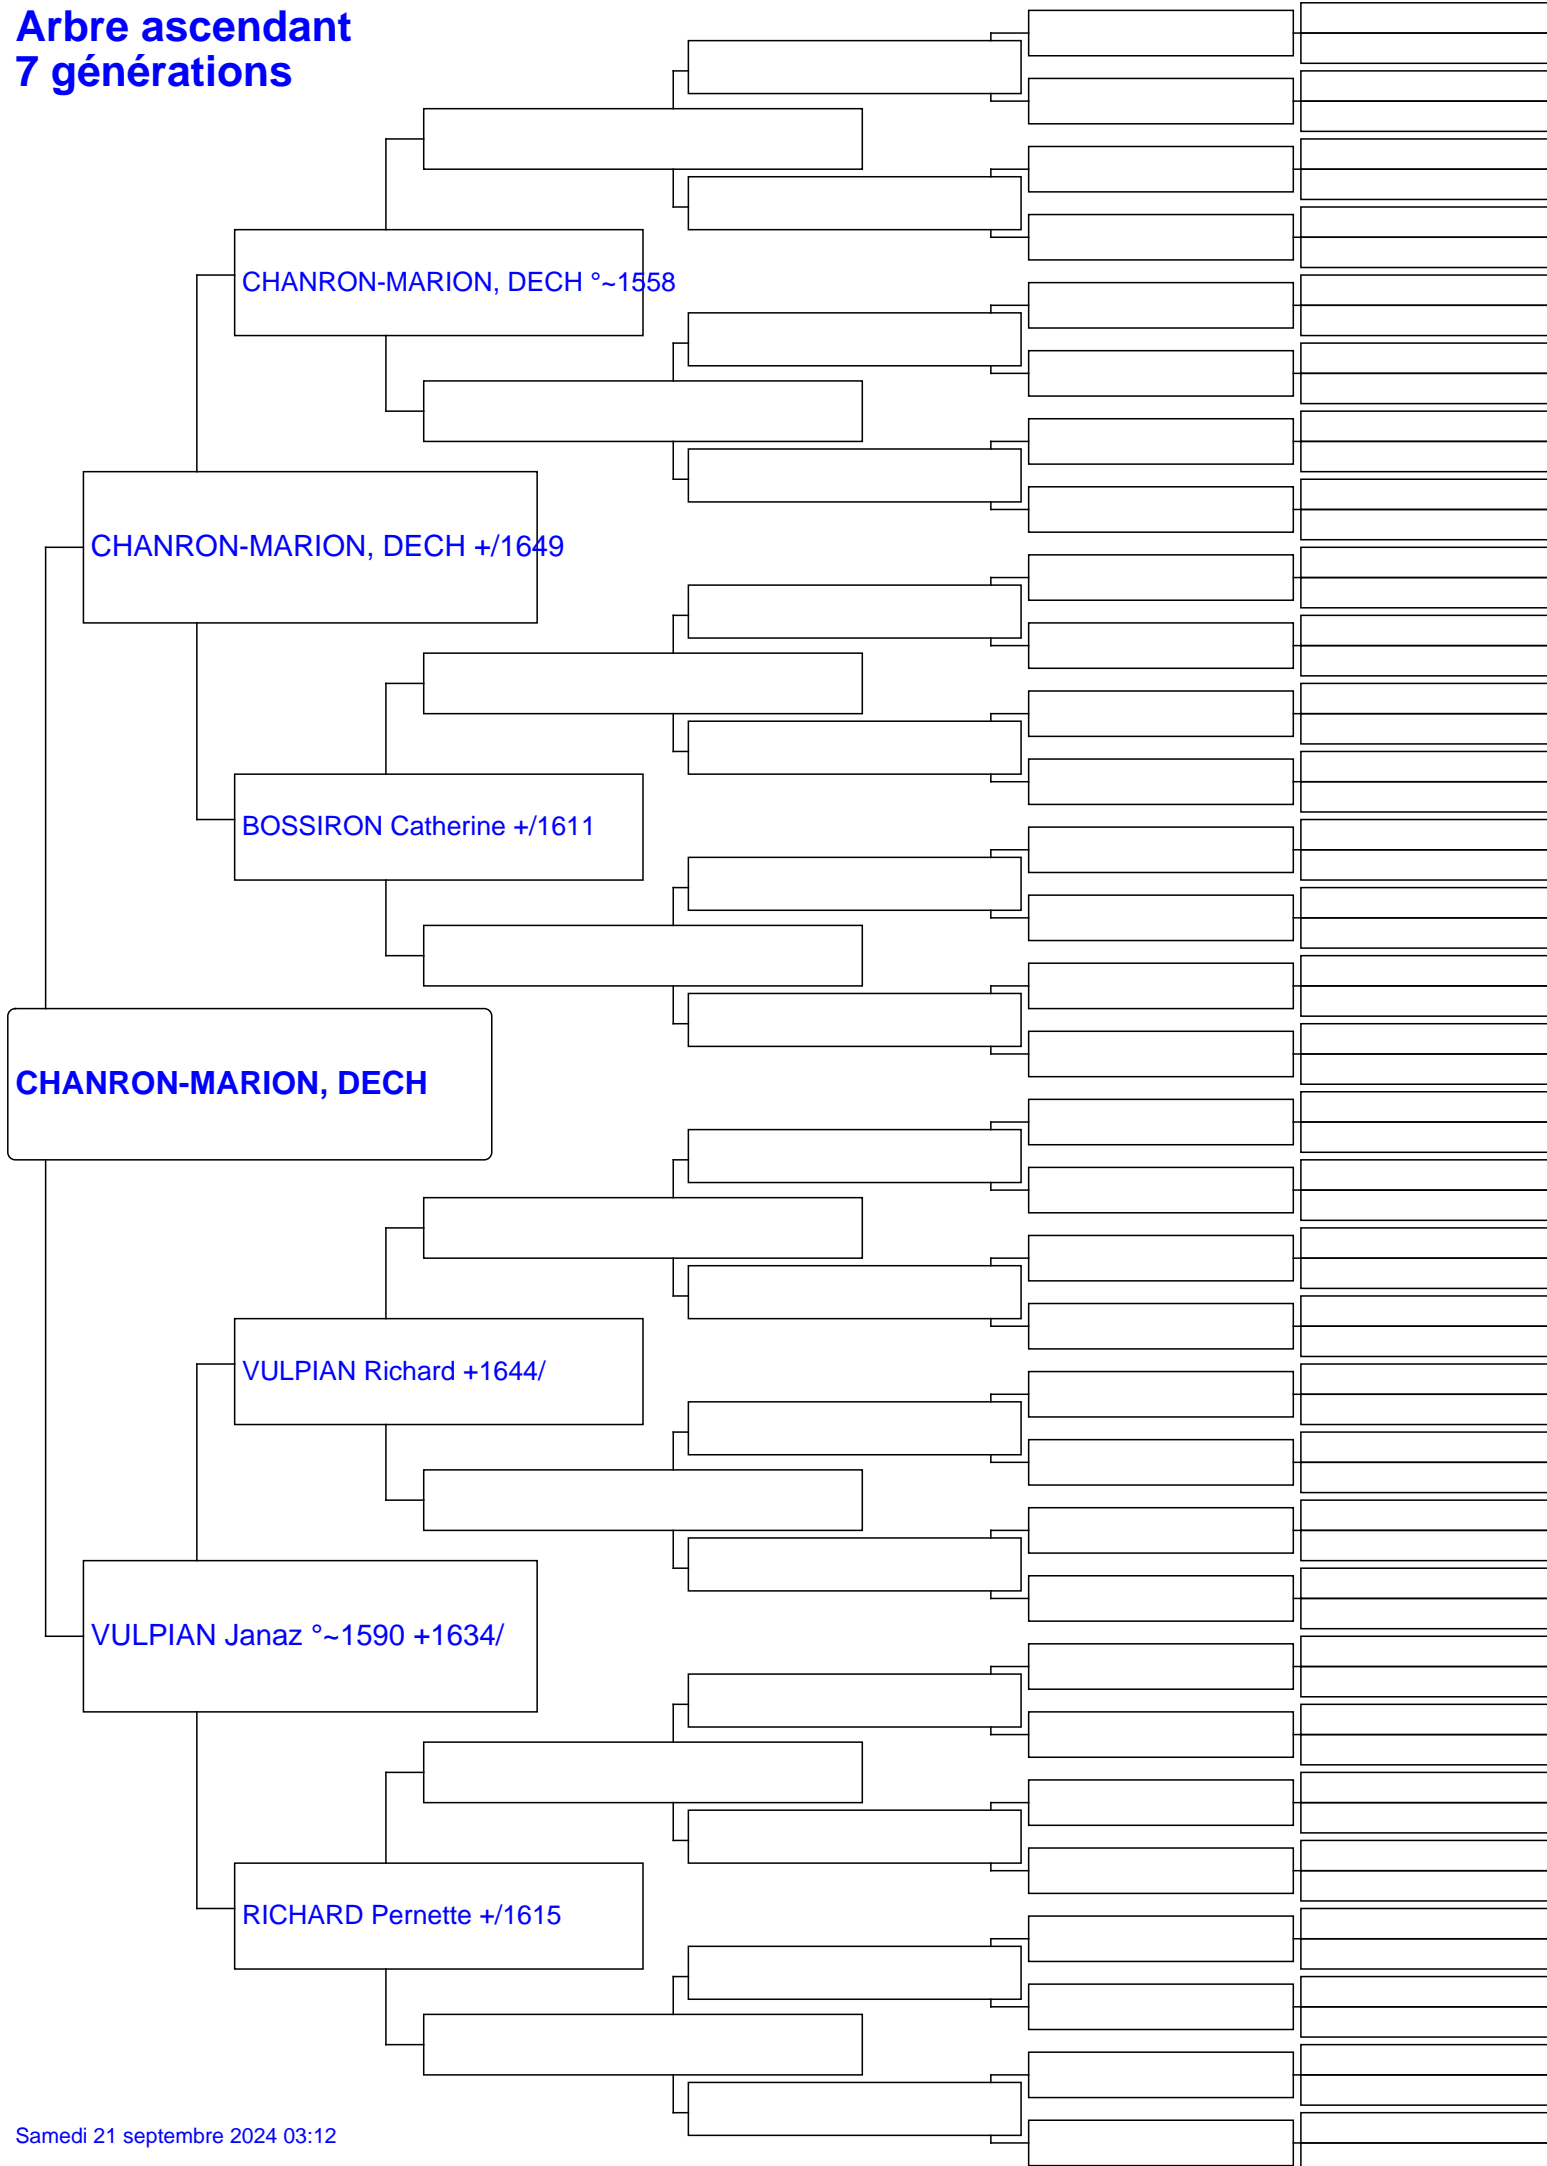 Arbre ascendant
7 générations
CHANRON-MARION, DECH °~1558
CHANRON-MARION, DECH +/1649
BOSSIRON Catherine +/1611
CHANRON-MARION, DECH
VULPIAN Richard +1644/
VULPIAN Janaz °~1590 +1634/
RICHARD Pernette +/1615
Samedi 21 septembre 2024 03:12